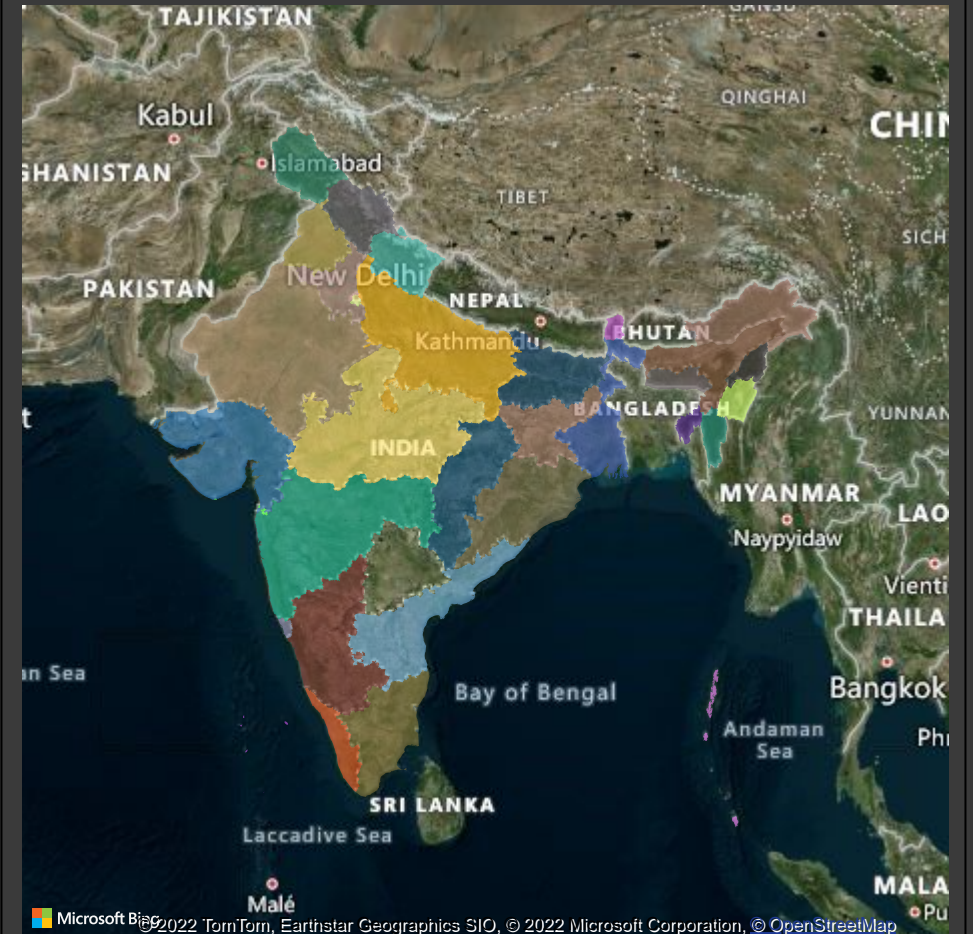 GANSU
TAJIKISTAN
QINGHAI
Kabul
CHIN
Islamabad
GHANISTAN
TIBET
SICH
New Delhi
PAKISTAN
NEPAL
Kathmandu
BHUTAN
BANGLADESH
YUNNAN
t
INDIA
MYANMAR
LAO
Naypyidaw
Vienti
THAILA
an Sea
Bay of Bengal
Bangkok
Andaman
Sea
Ph
SRI LANKA
Laccadive Sea
Malé
MALA
Pu
Microsoft Bing
©2022 TomTom, Earthstar Geographics SIO, © 2022 Microsoft Corporation, © OpenStreetMap